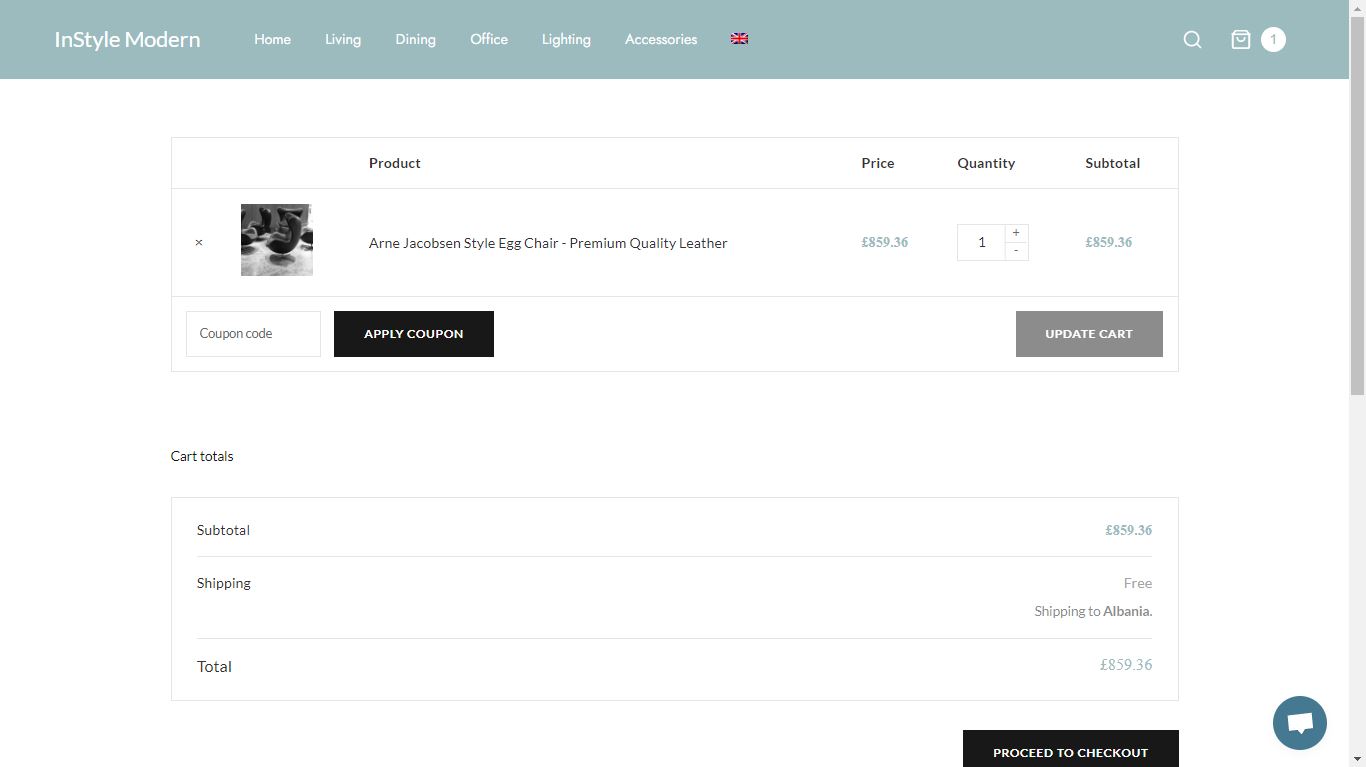 InStyle Modern Home Living Dining Office Lighting Accessories 1
Product Price Quantity Subtotal
× Arne Jacobsen Style Egg Chair - Premium Quality Leather £859.36 1 + - £859.36
Coupon code APPLY COUPON UPDATE CART
Cart totals
Subtotal £859.36
Shipping Free
Shipping to Albania.
Total £859.36
PROCEED TO CHECKOUT